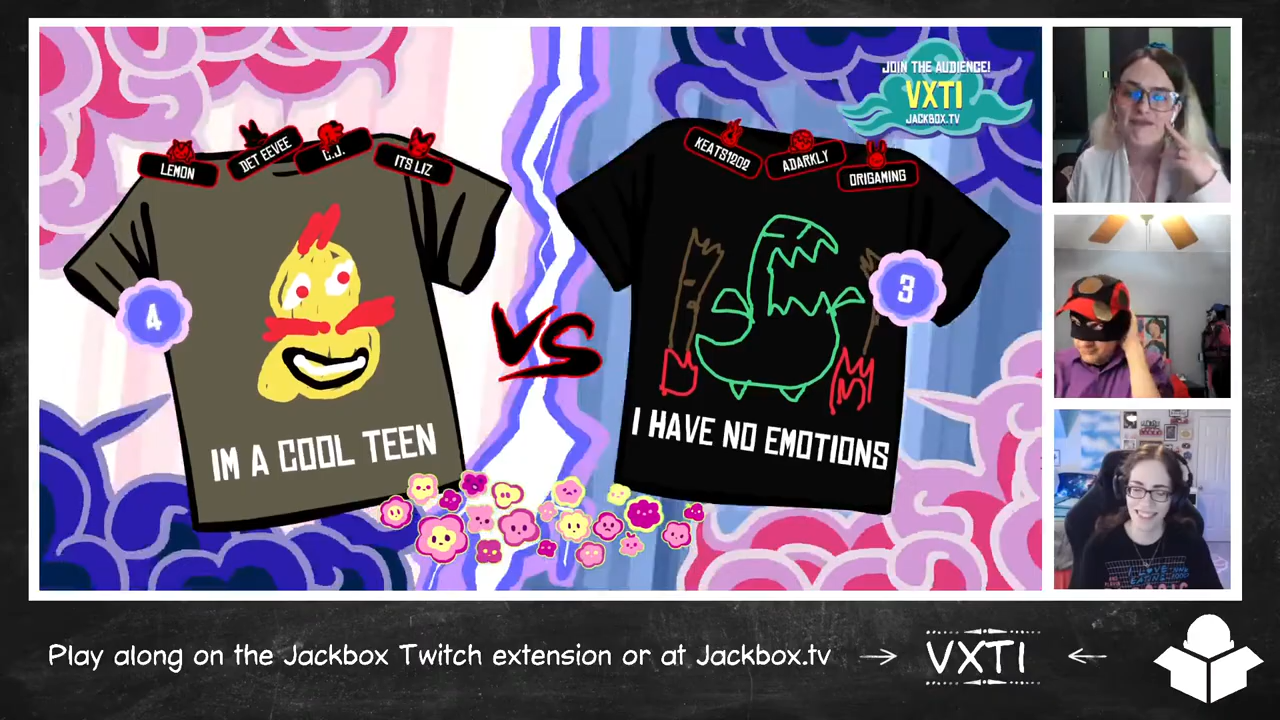 JOIN THE AUDIENCE!
VXTI
JACKBOX.TV
LEMON
DET EEVEE
C.J.
ITS LIZ
KEATS1202
ADARKLY
ORIGAMING
4
3
VS
IM A COOL TEEN
I HAVE NO EMOTIONS
Play along on the Jackbox Twitch extension or at Jackbox.tv → VXTI ←